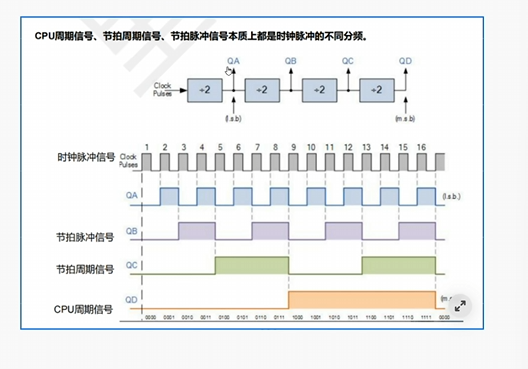 CPU周期信号、节拍周期信号、节拍脉冲信号本质上都是时钟脉冲的不同分频。
QA QB QC QD
Clock Pulses ÷2 ÷2 ÷2 ÷2
(l.s.b) (m.s.b)
1 2 3 4 5 6 7 8 9 10 11 12 13 14 15 16
时钟脉冲信号 Clock Pulses
QA (l.s.b.)
节拍脉冲信号 QB
节拍周期信号 QC
CPU周期信号 QD (m.s
0000 0001 0010 0011 0100 0101 0110 0111 1000 1001 1010 1011 1100 1101 1110 1111 0000